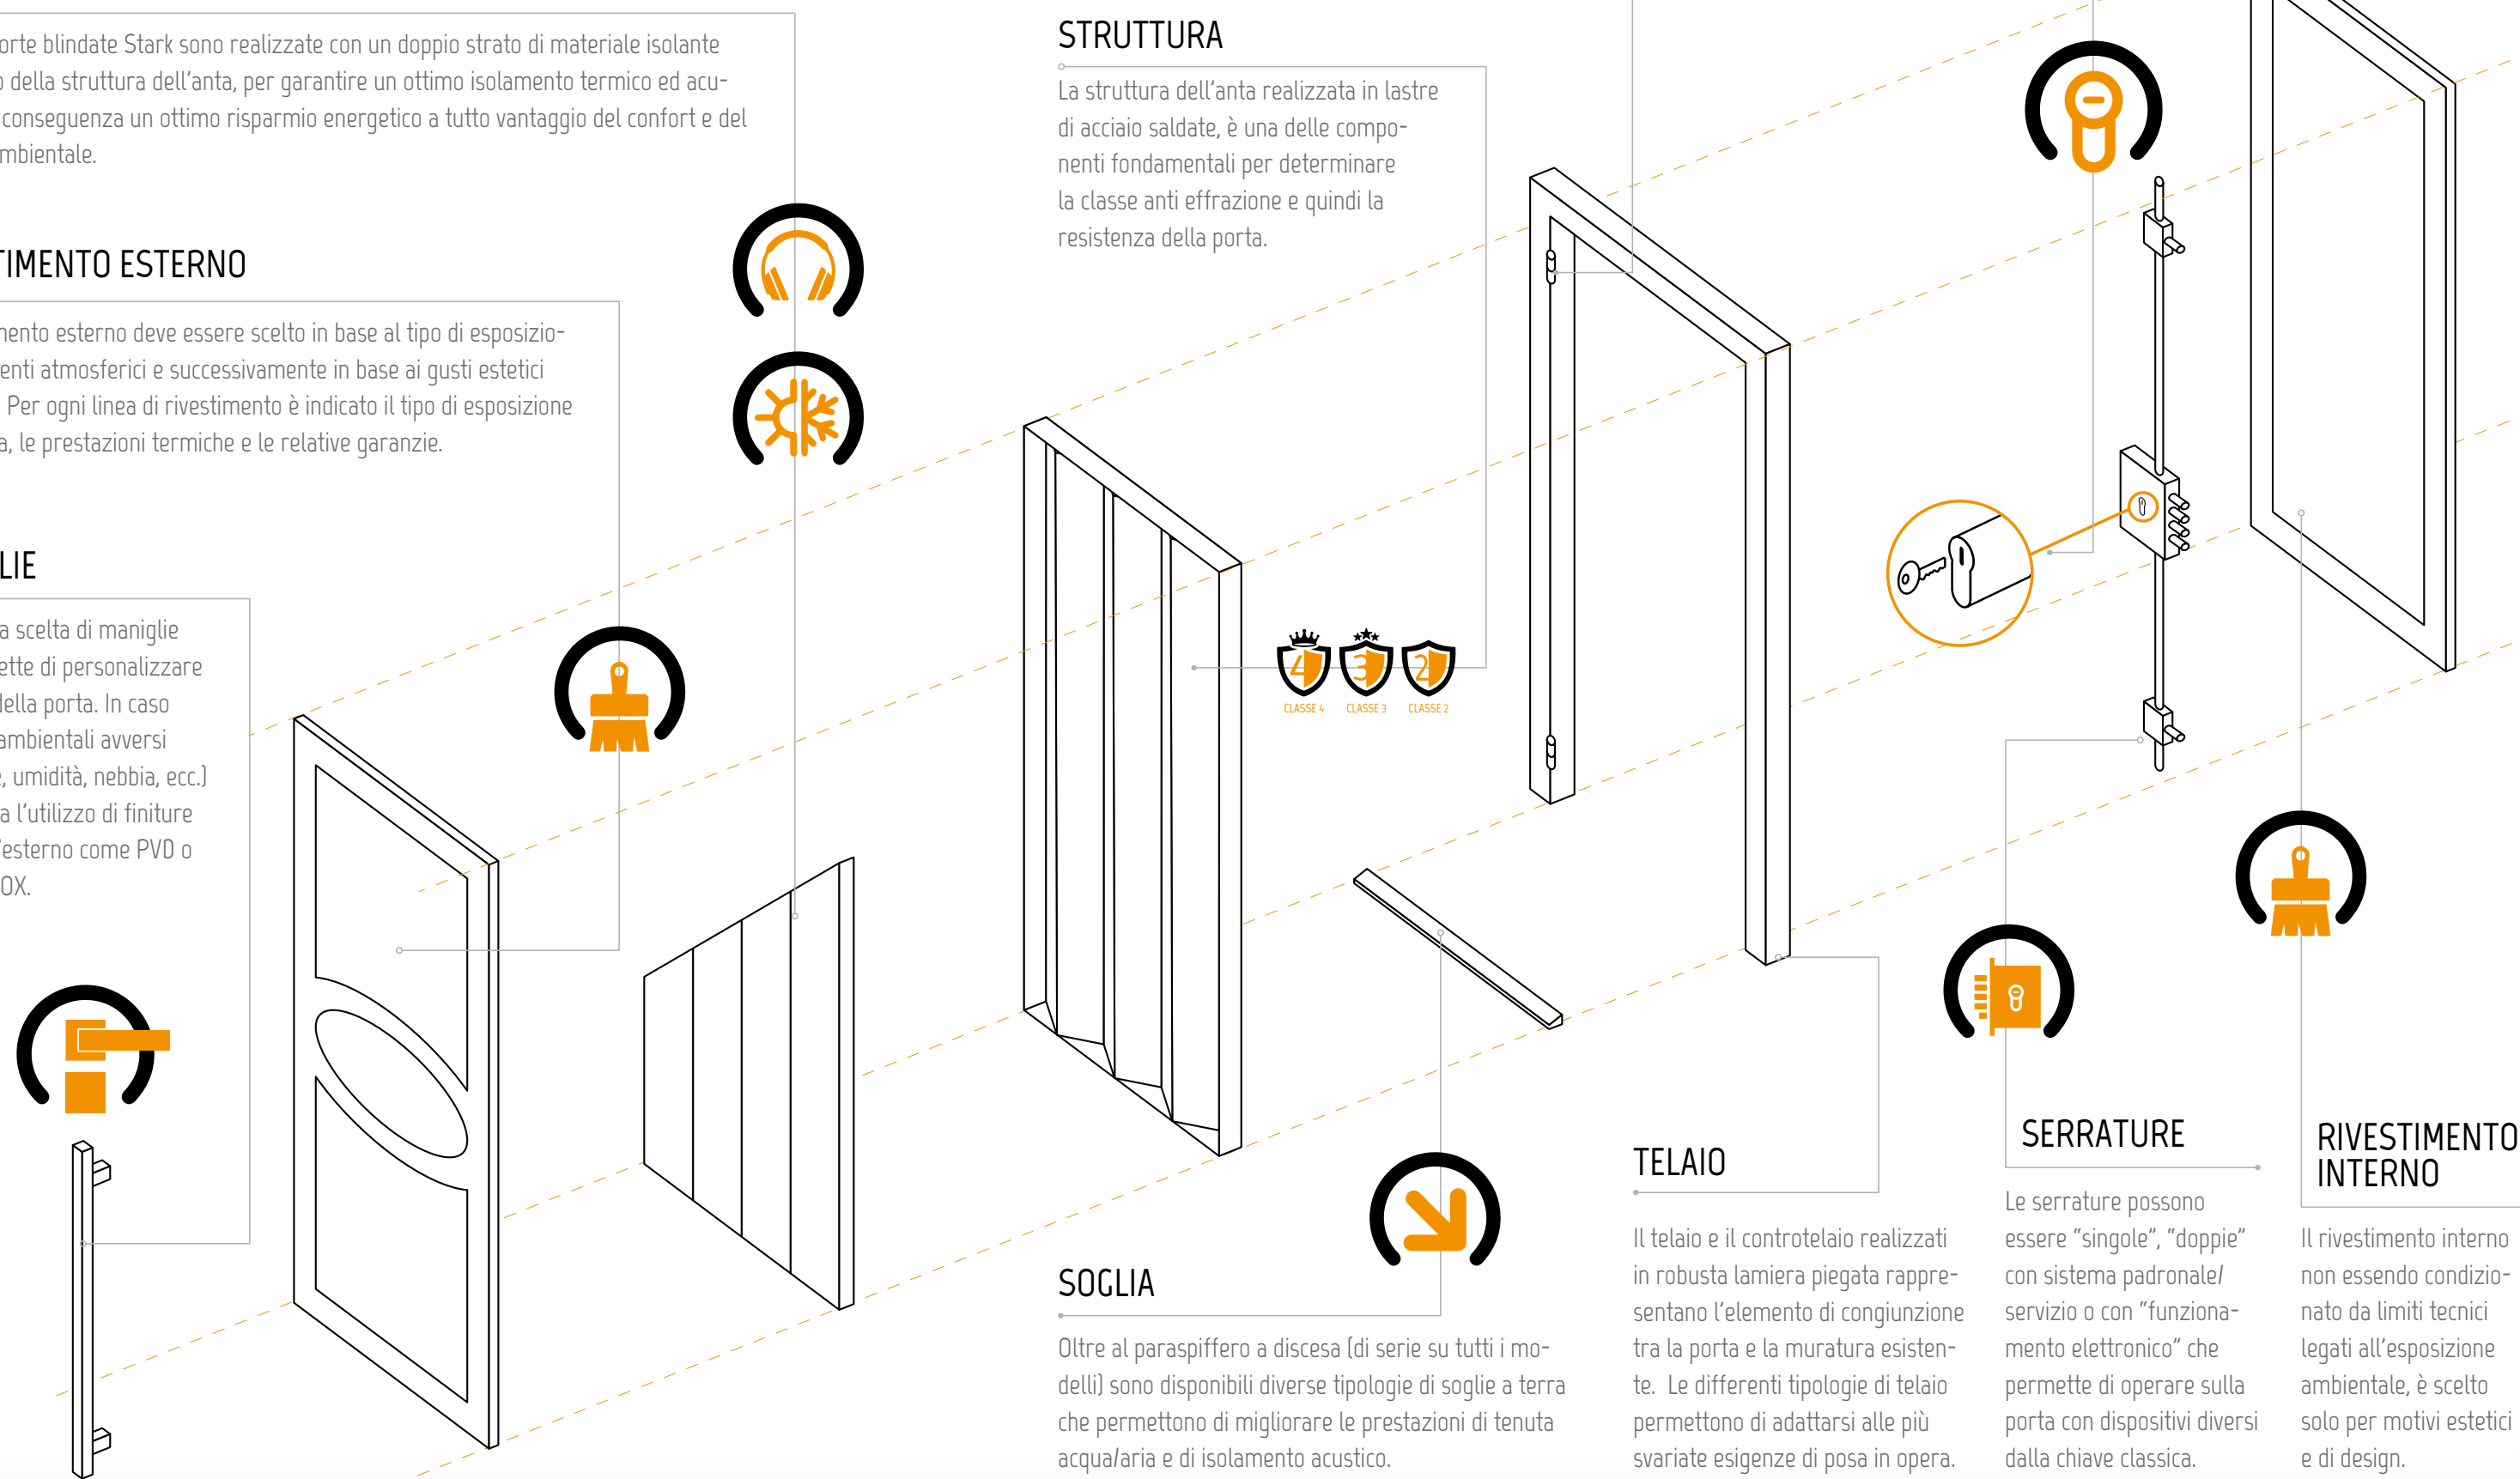 orte blindate Stark sono realizzate con un doppio strato di materiale isolante
o della struttura dell'anta, per garantire un ottimo isolamento termico ed acu-
conseguenza un ottimo risparmio energetico a tutto vantaggio del confort e del
mbientale.
TIMENTO ESTERNO
mento esterno deve essere scelto in base al tipo di esposizio-
enti atmosferici e successivamente in base ai gusti estetici
Per ogni linea di rivestimento è indicato il tipo di esposizione
a, le prestazioni termiche e le relative garanzie.
LIE
a scelta di maniglie
ette di personalizzare
della porta. In caso
ambientali avversi
e, umidità, nebbia, ecc.)
a l'utilizzo di finiture
l'esterno come PVD o
OX.
STRUTTURA
La struttura dell'anta realizzata in lastre
di acciaio saldate, è una delle compo-
nenti fondamentali per determinare
la classe anti effrazione e quindi la
resistenza della porta.
4 3 2
CLASSE 4 CLASSE 3 CLASSE 2
SOGLIA
Oltre al paraspiffero a discesa (di serie su tutti i mo-
delli) sono disponibili diverse tipologie di soglie a terra
che permettono di migliorare le prestazioni di tenuta
acqua/aria e di isolamento acustico.
TELAIO
Il telaio e il controtelaio realizzati
in robusta lamiera piegata rappre-
sentano l'elemento di congiunzione
tra la porta e la muratura esisten-
te. Le differenti tipologie di telaio
permettono di adattarsi alle più
svariate esigenze di posa in opera.
SERRATURE
Le serrature possono
essere "singole", "doppie"
con sistema padronale/
servizio o con "funziona-
mento elettronico" che
permette di operare sulla
porta con dispositivi diversi
dalla chiave classica.
RIVESTIMENTO
INTERNO
Il rivestimento interno
non essendo condizio-
nato da limiti tecnici
legati all'esposizione
ambientale, è scelto
solo per motivi estetici
e di design.